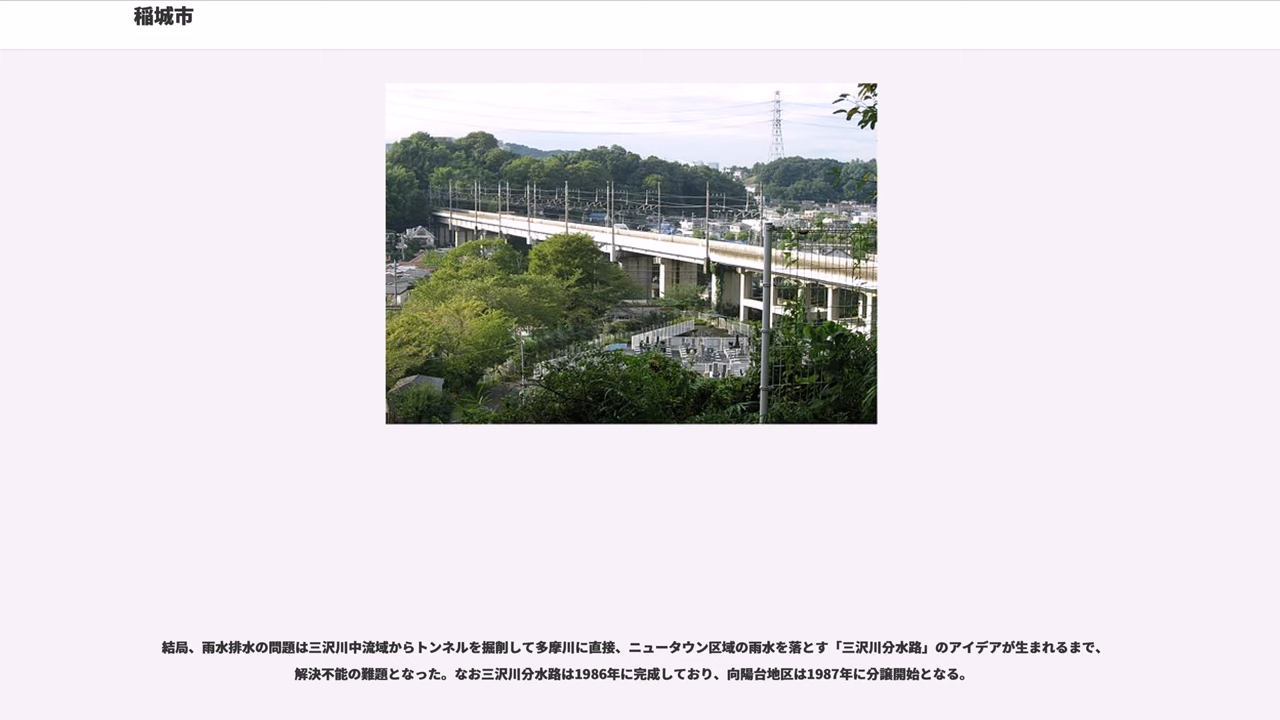 稲城市
結局、雨水排水の問題は三沢川中流域からトンネルを掘削して多摩川に直接、ニュータウン区域の雨水を落とす「三沢川分水路」のアイデアが生まれるまで、
解決不能の難題となった。なお三沢川分水路は1986年に完成しており、向陽台地区は1987年に分譲開始となる。